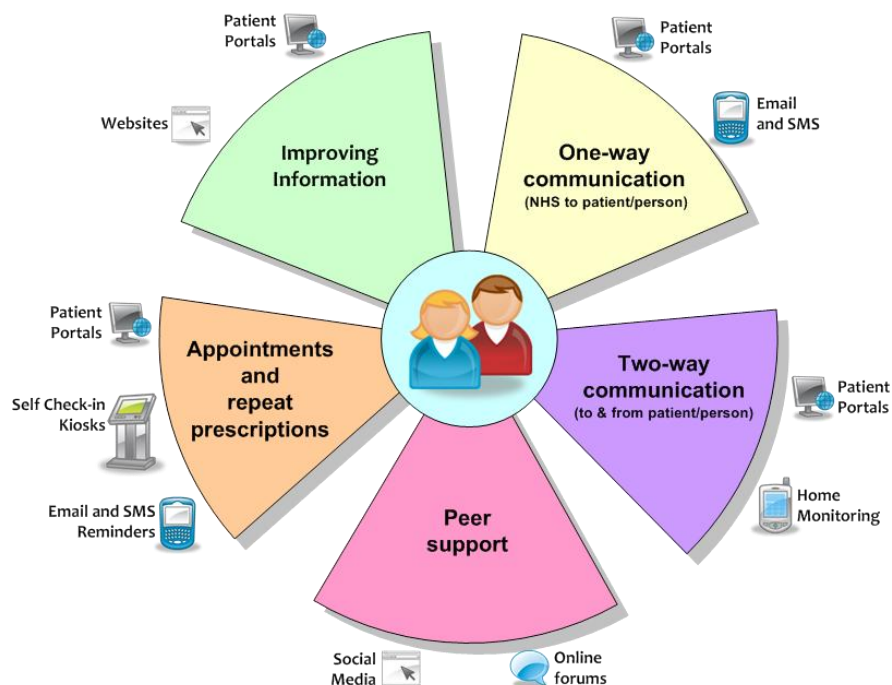 Patient
Portals
Websites
Improving
Information
Patient
Portals
Email
and SMS
One-way
communication
(NHS to patient/person)
Patient
Portals
Self Check-in
Kiosks
Email and SMS
Reminders
Appointments
and
repeat
prescriptions
Two-way
communication
(to & from patient/person)
Patient
Portals
Home
Monitoring
Peer
support
Social
Media
Online
forums